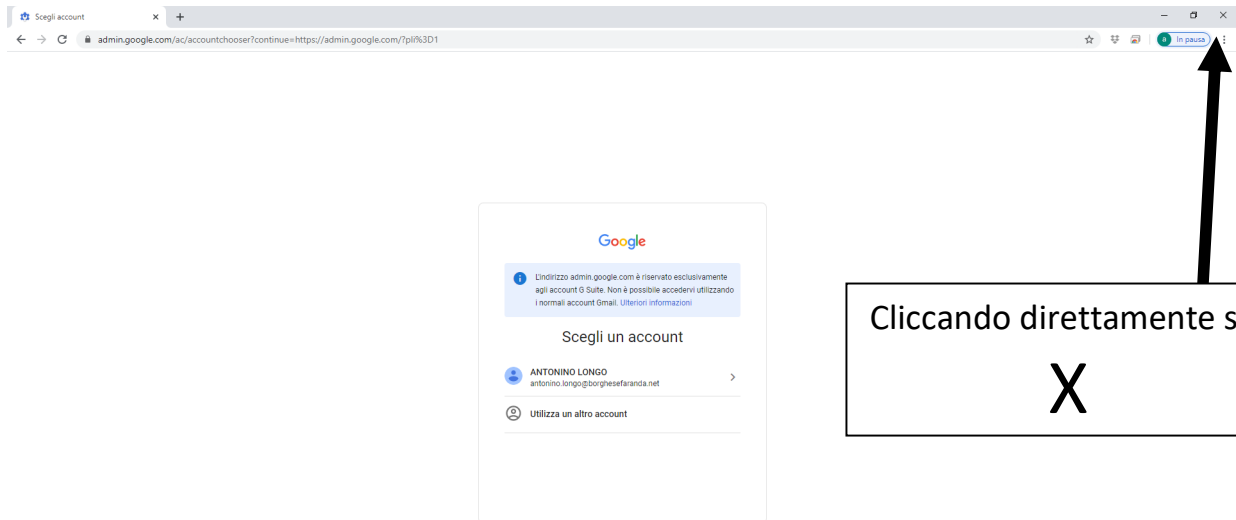 Scegli account
admin.google.com/ac/accountchooser?continue=https://admin.google.com/?pli%3D1
a In pausa
Google
L'indirizzo admin.google.com è riservato esclusivamente
agli account G Suite. Non è possibile accedervi utilizzando
i normali account Gmail. Ulteriori informazioni
Scegli un account
ANTONINO LONGO
antonino.longo@borghesefaranda.net
Utilizza un altro account
Cliccando direttamente s
X